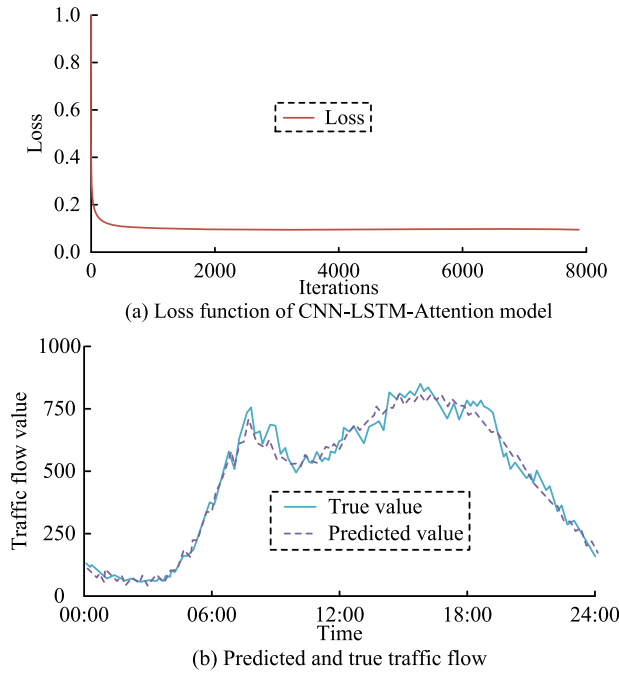 1.0
0.8
0.6
0.4
0.2
0.0
Loss
Loss
0 2000 4000 6000 8000
Iterations
(a) Loss function of CNN-LSTM-Attention model
1000
750
500
250
0
Traffic flow value
True value
Predicted value
00:00 06:00 12:00 18:00 24:00
Time
(b) Predicted and true traffic flow